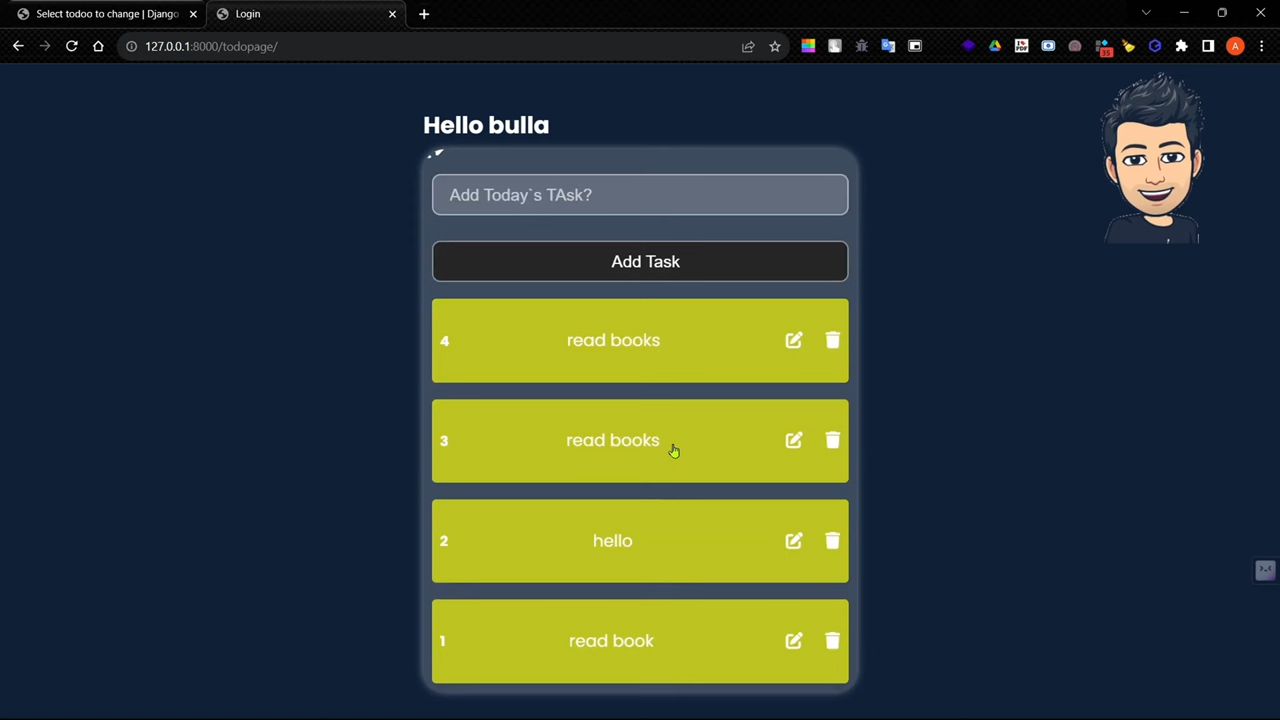 Select todoo to change | Django
Login
127.0.0.1:8000/todopage/
35
A
Hello bulla
Add Today`s TAsk?
Add Task
4 read books
3 read books
2 hello
1 read book